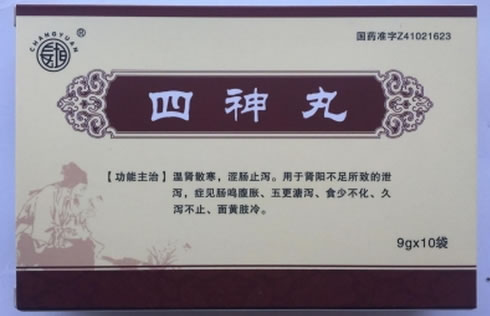 CHANGYUAN
®
国药准字Z41021623
四神丸
【功能主治】温肾散寒，涩肠止泻。用于肾阳不足所致的泄
泻，症见肠鸣腹胀、五更溏泻、食少不化、久
泻不止、面黄肢冷。
9gx10袋